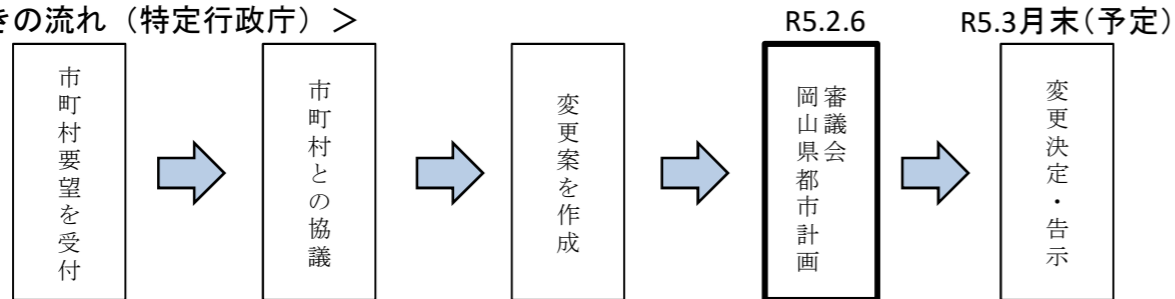 きの流れ（特定行政庁）＞
R5.2.6
R5.3月末（予定）
市町村要望を受付
市町村との協議
変更案を作成
審議会
岡山県都市計画
変更決定・告示